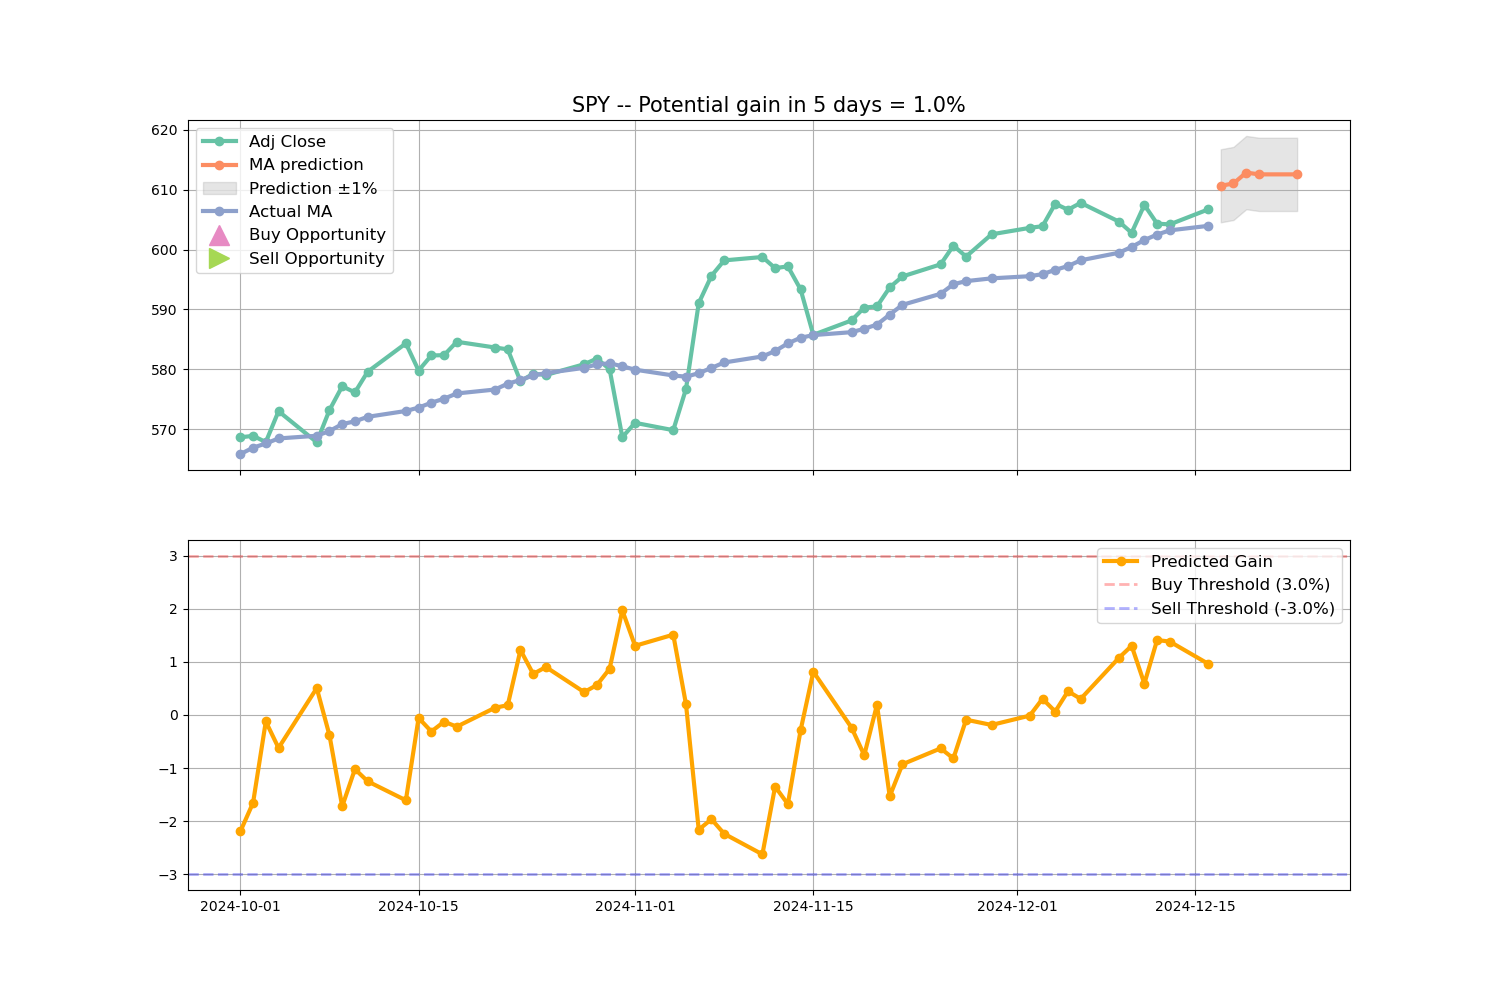 SPY -- Potential gain in 5 days = 1.0%
620
610
600
590
580
570
Adj Close
MA prediction
Prediction ±1%
Actual MA
Buy Opportunity
Sell Opportunity
3
2
1
0
−1
−2
−3
Predicted Gain
Buy Threshold (3.0%)
Sell Threshold (-3.0%)
2024-10-01
2024-10-15
2024-11-01
2024-11-15
2024-12-01
2024-12-15